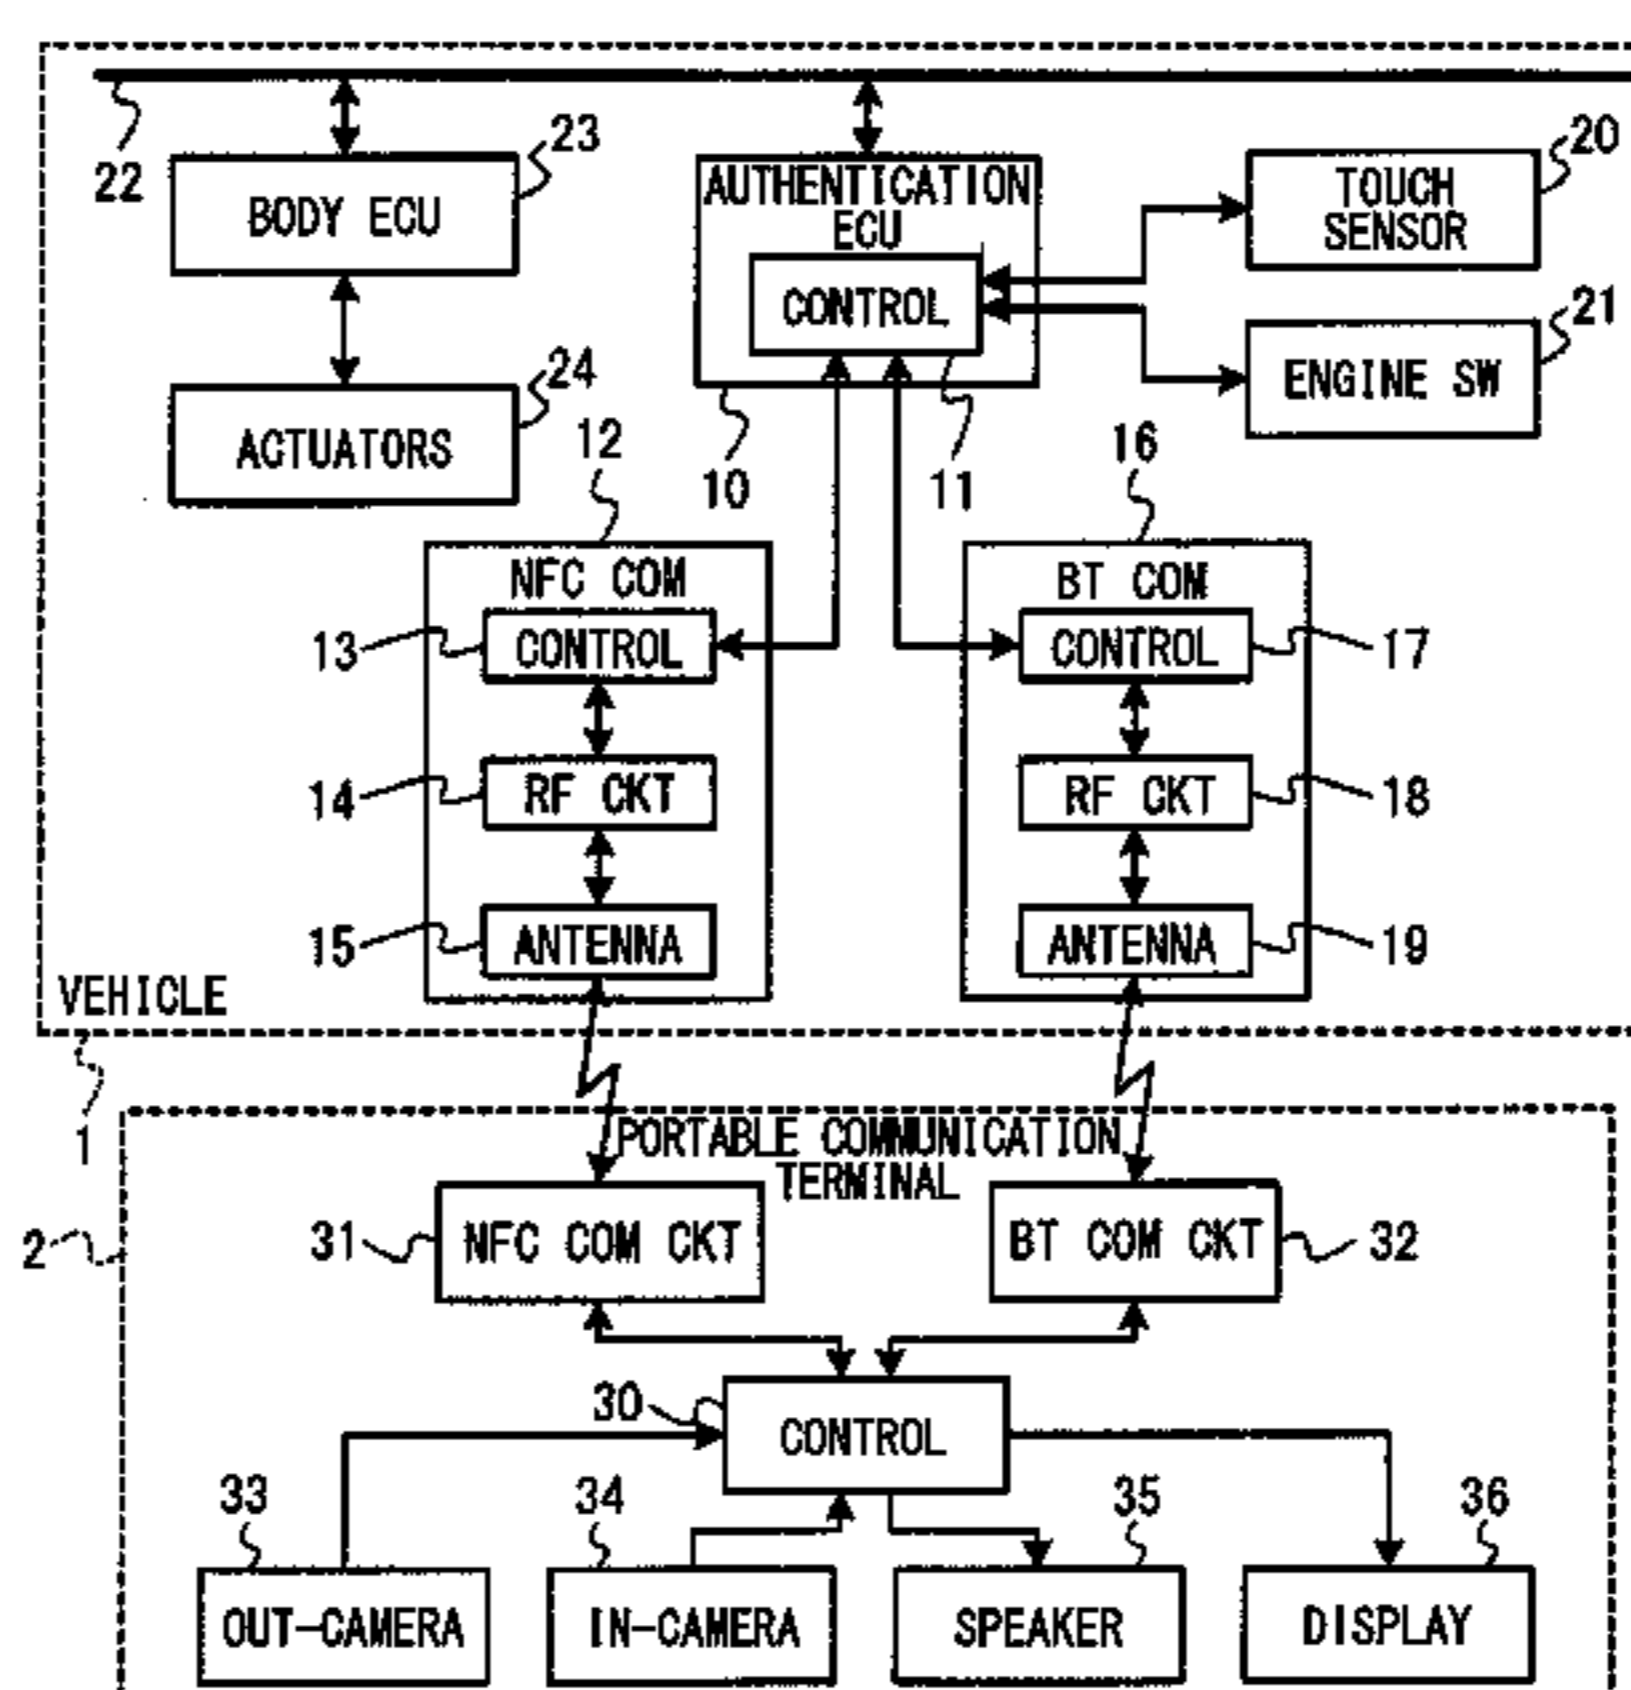 22
BODY ECU
23
ACTUATORS
24
AUTHENTICATION
ECU
CONTROL
10
11
TOUCH
SENSOR
20
ENGINE SW
21
12
NFC COM
13
CONTROL
14
RF CKT
15
ANTENNA
16
BT COM
CONTROL
17
RF CKT
18
ANTENNA
19
VEHICLE
1
PORTABLE COMMUNICATION
TERMINAL
2
31
NFC COM CKT
BT COM CKT
32
30
CONTROL
33
OUT-CAMERA
34
IN-CAMERA
35
SPEAKER
36
DISPLAY